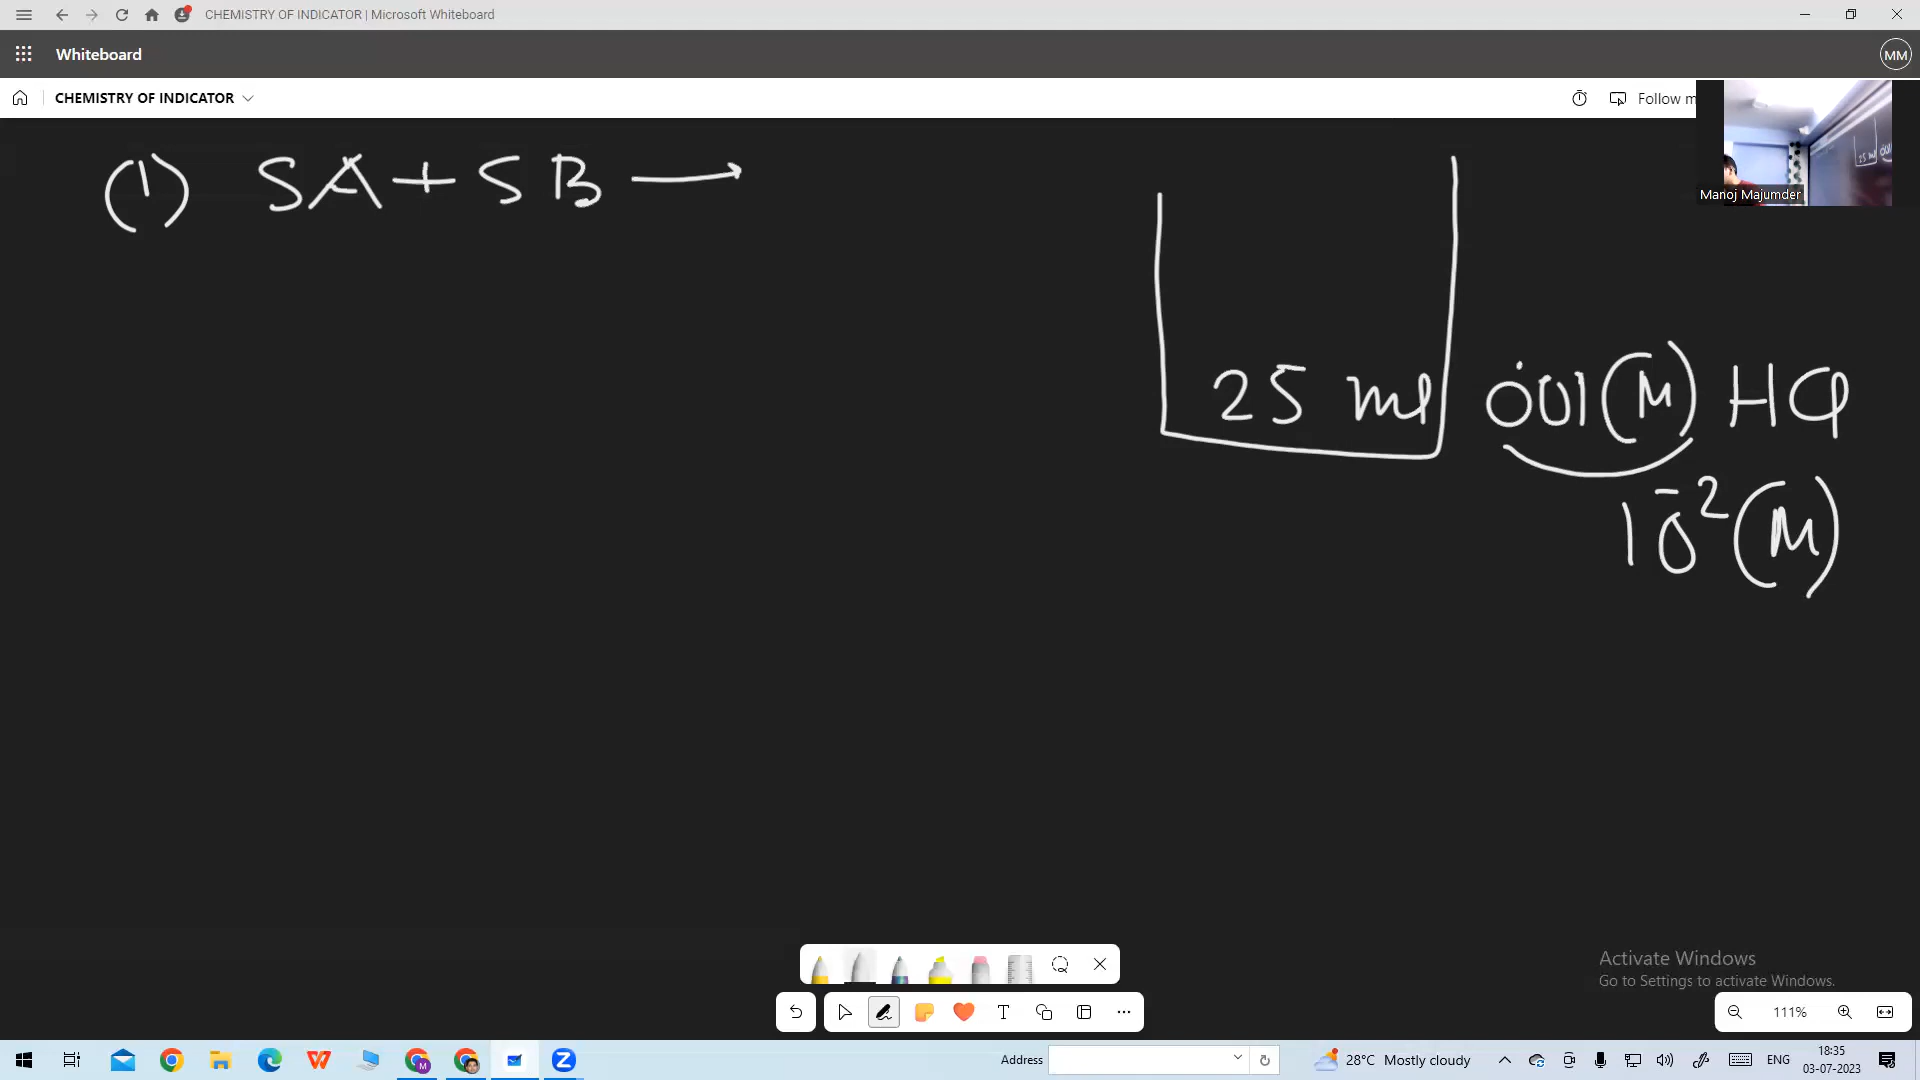 CHEMISTRY OF INDICATOR | Microsoft Whiteboard
Whiteboard
MM
CHEMISTRY OF INDICATOR
Follow m
Manoj Majumder
(1) SA + SB →
25 ml 0·01 (M) HCl
10⁻² (M)
Activate Windows
Go to Settings to activate Windows.
111%
Address
28°C Mostly cloudy
ENG
18:35
03-07-2023